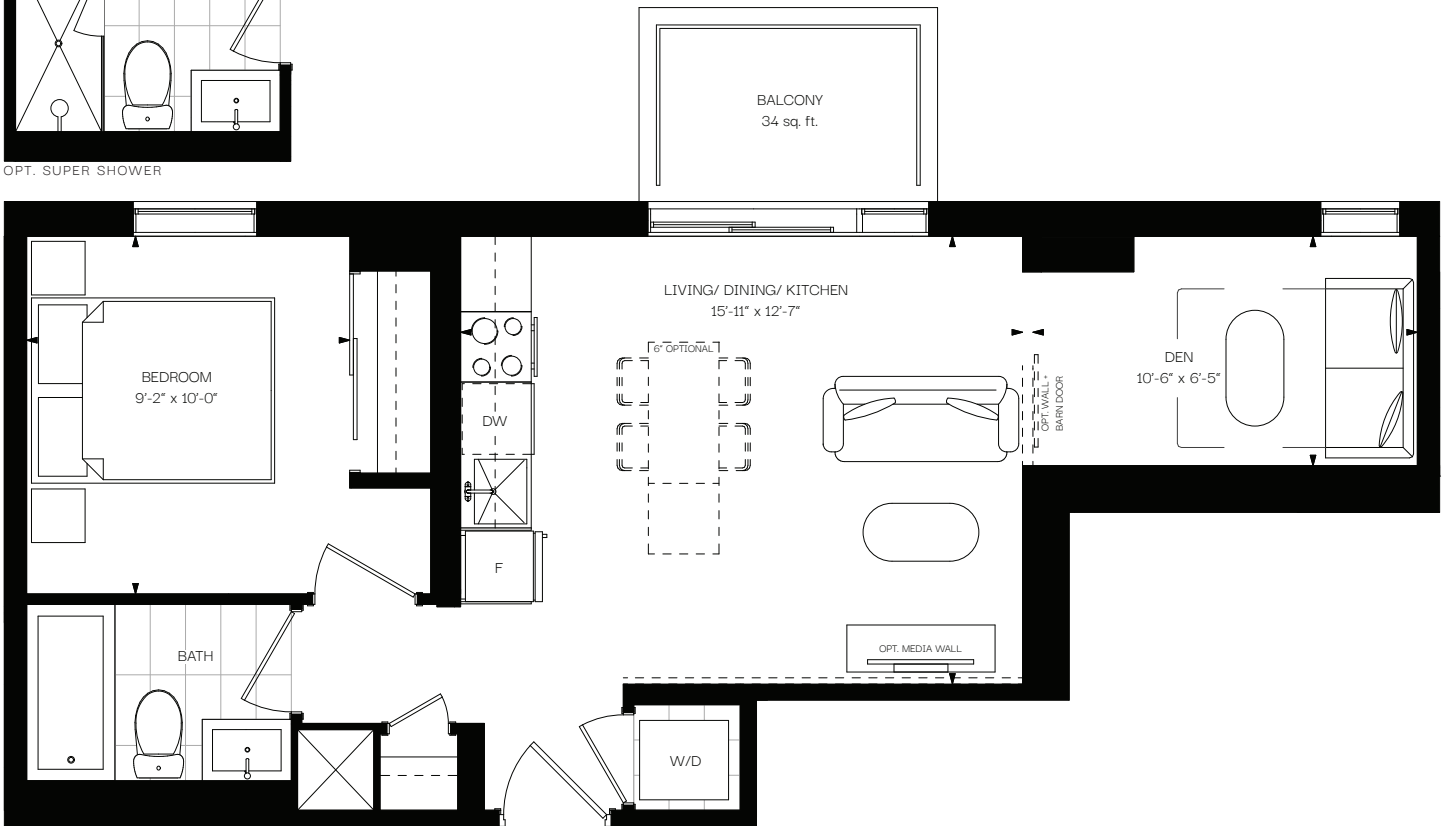 BALCONY
34 sq. ft.
OPT. SUPER SHOWER
LIVING/ DINING/ KITCHEN
15'-11" x 12'-7"
6" OPTIONAL
BEDROOM
9'-2" x 10'-0"
DEN
10'-6" x 6'-5"
OPT. WALL +
BARN DOOR
DW
F
BATH
OPT. MEDIA WALL
W/D